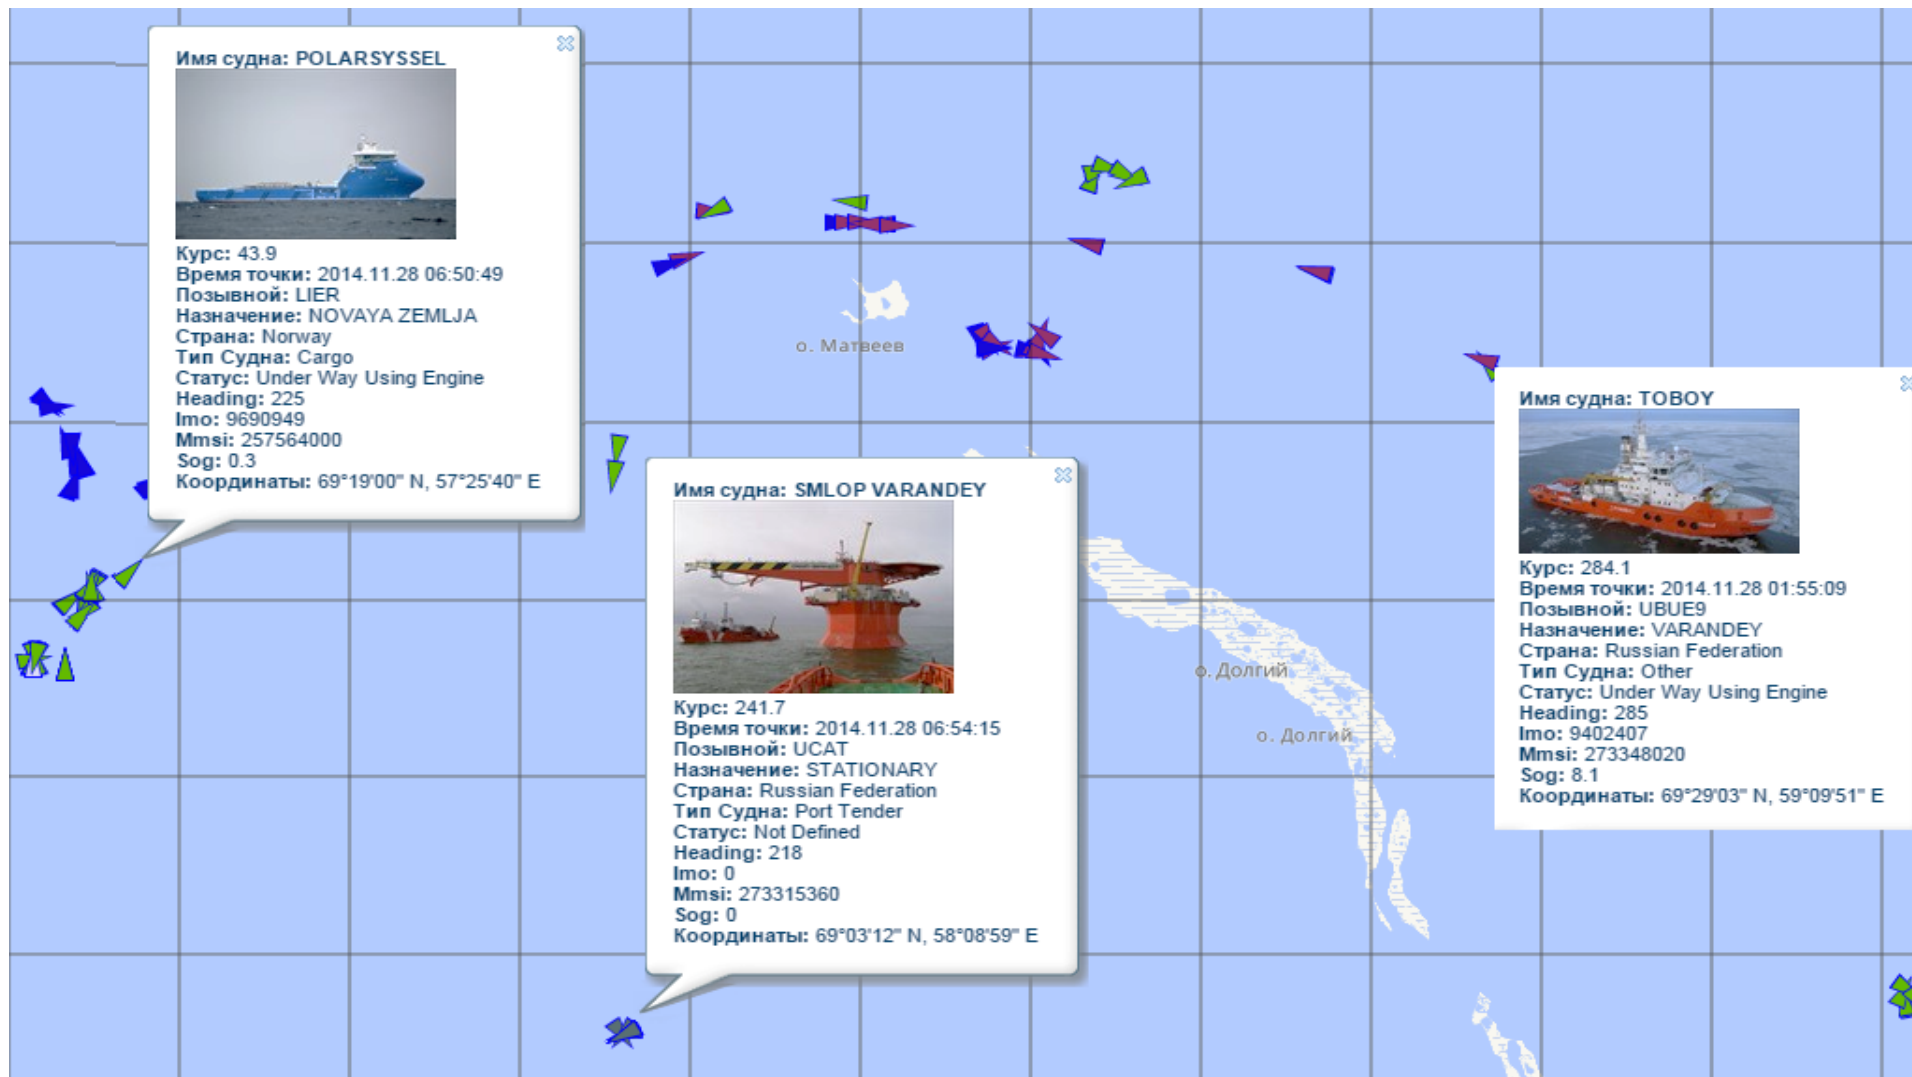 Имя судна: POLARSYSSEL
Курс: 43.9
Время точки: 2014.11.28 06:50:49
Позывной: LIER
Назначение: NOVAYA ZEMLJA
Страна: Norway
Тип Судна: Cargo
Статус: Under Way Using Engine
Heading: 225
Imo: 9690949
Mmsi: 257564000
Sog: 0.3
Координаты: 69°19'00" N, 57°25'40" E
о. Матвеев
Имя судна: SMLOP VARANDEY
Курс: 241.7
Время точки: 2014.11.28 06:54:15
Позывной: UCAT
Назначение: STATIONARY
Страна: Russian Federation
Тип Судна: Port Tender
Статус: Not Defined
Heading: 218
Imo: 0
Mmsi: 273315360
Sog: 0
Координаты: 69°03'12" N, 58°08'59" E
о. Долгий
о. Долгий
Имя судна: TOBOY
Курс: 284.1
Время точки: 2014.11.28 01:55:09
Позывной: UBUE9
Назначение: VARANDEY
Страна: Russian Federation
Тип Судна: Other
Статус: Under Way Using Engine
Heading: 285
Imo: 9402407
Mmsi: 273348020
Sog: 8.1
Координаты: 69°29'03" N, 59°09'51" E